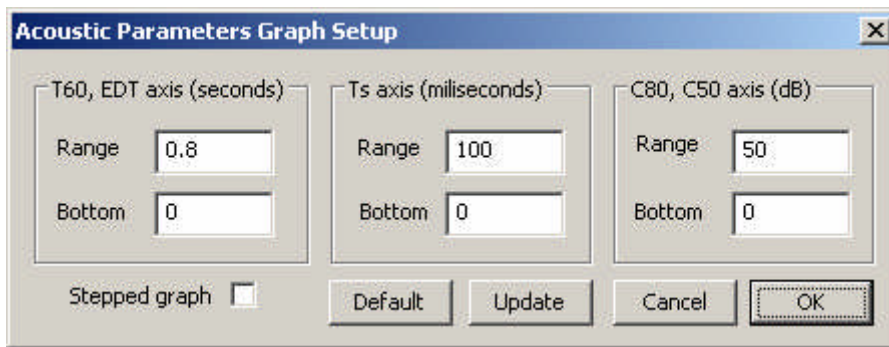 Acoustic Parameters Graph Setup
T60, EDT axis (seconds)
Range 0.8
Bottom 0
Ts axis (miliseconds)
Range 100
Bottom 0
C80, C50 axis (dB)
Range 50
Bottom 0
Stepped graph
Default Update Cancel OK